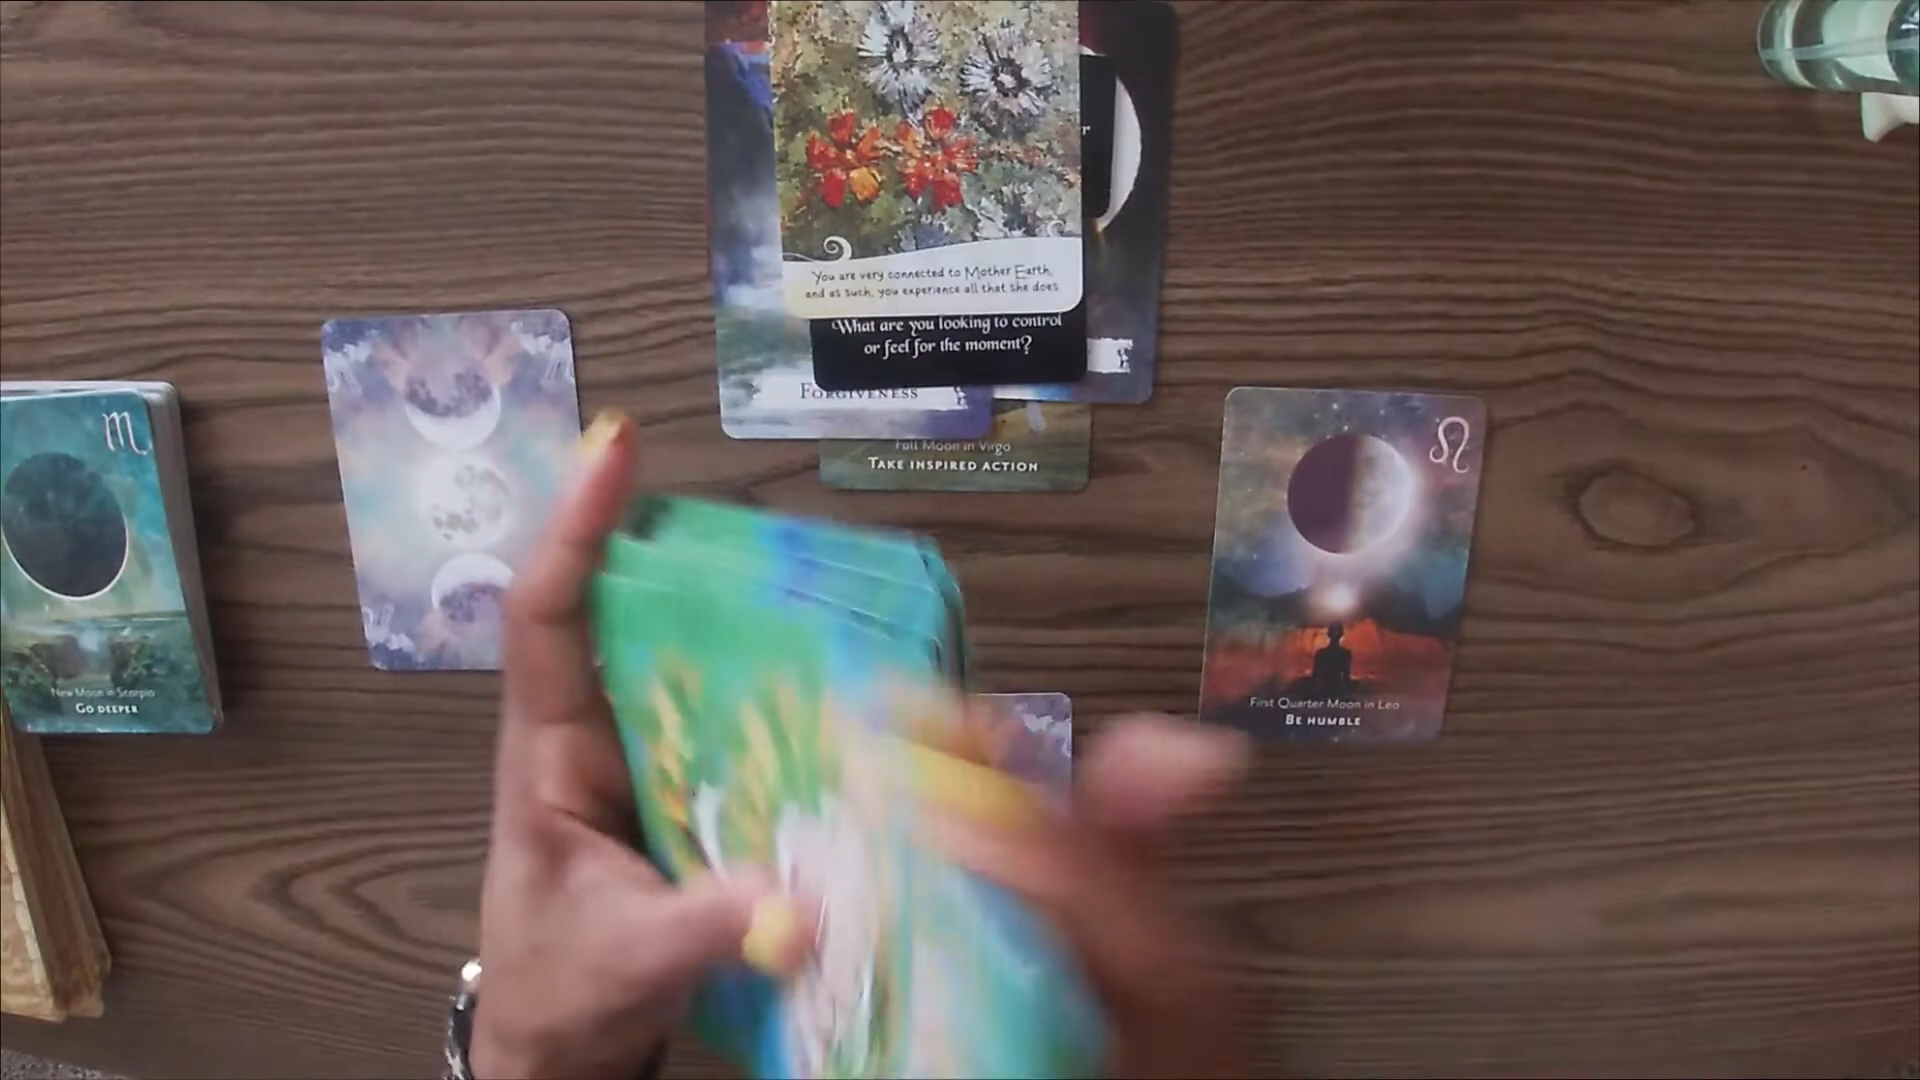 You are very connected to Mother Earth,
and as such, you experience all that she does
What are you looking to control
or feel for the moment?
FORGIVENESS
Full Moon in Virgo
TAKE INSPIRED ACTION
New Moon in Scorpio
GO DEEPER
First Quarter Moon in Leo
BE HUMBLE